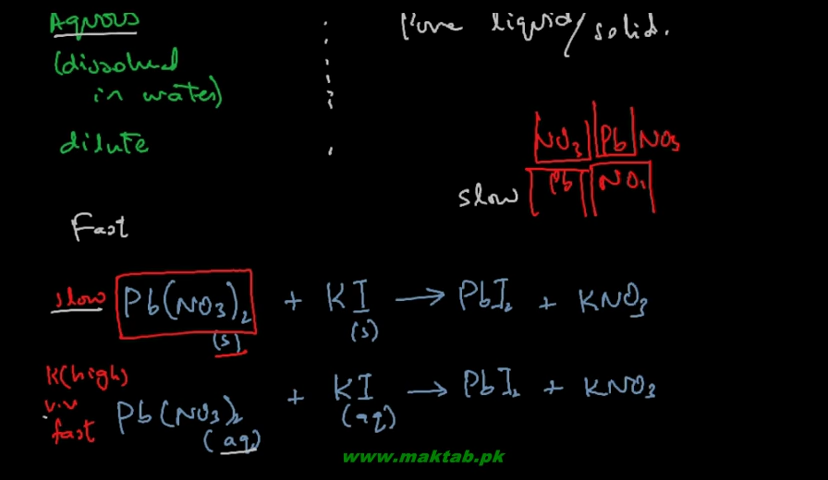 Aquous
(dissolved
in water)
dilute
Fast
Pure liquid/solid.
NO3 Pb NO3
slow Pb NO3
slow Pb(NO3)2 + KI → PbI2 + KNO3
(s) (s)
K(high)
v.v
fast
Pb(NO3)2 + KI → PbI2 + KNO3
(aq) (aq)
www.maktab.pk